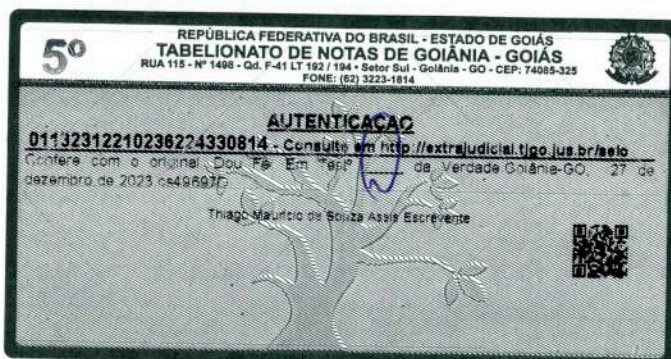 5º
REPÚBLICA FEDERATIVA DO BRASIL - ESTADO DE GOIÁS
TABELIONATO DE NOTAS DE GOIÂNIA - GOIÁS
RUA 115 - Nº 1498 - Qd. F-41 LT 192 / 194 • Setor Sul - Goiânia - GO - CEP: 74085-325
FONE: (62) 3223-1814
AUTENTICAÇAO
01132312210236224330814 - Consulte em http://extrajudicial.tjgo.jus.br/selo
Confere com o original Dou Fé Em Testº ____ da Verdade Goiânia-GO, 27 de
dezembro de 2023
Thiago Mauricio de Souza Assis Escrevente